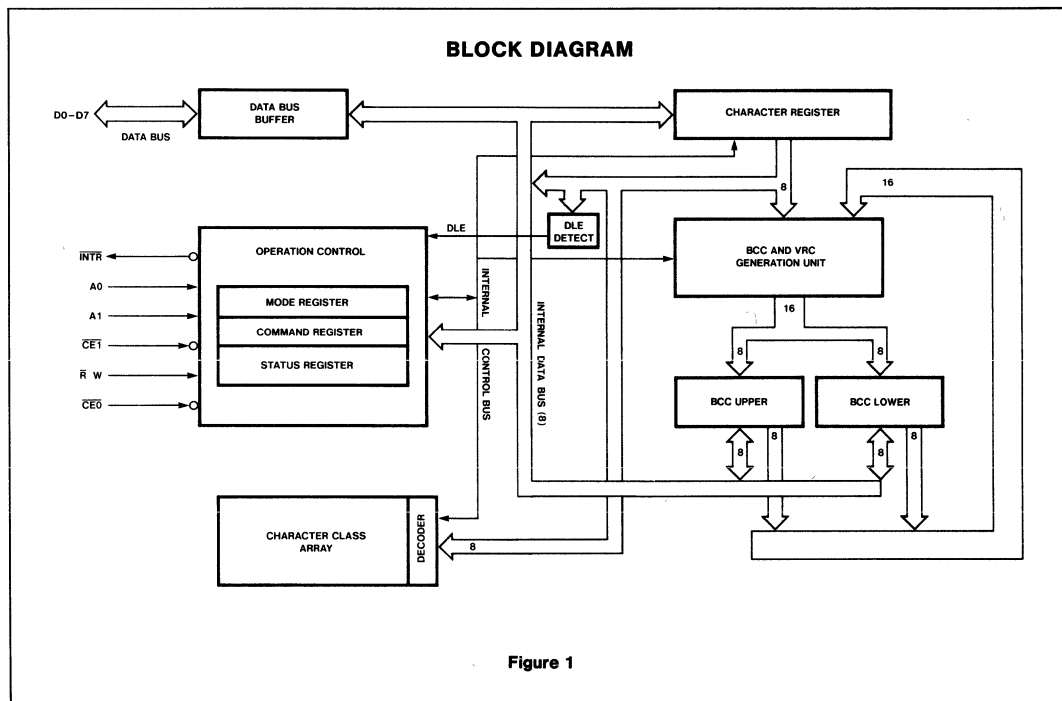 BLOCK DIAGRAM
D0–D7
DATA BUS
DATA BUS
BUFFER
CHARACTER REGISTER
8
16
DLE
DLE
DETECT
BCC AND VRC
GENERATION UNIT
OPERATION CONTROL
MODE REGISTER
COMMAND REGISTER
STATUS REGISTER
INTR
A0
A1
CE1
R W
CE0
INTERNAL
CONTROL BUS
INTERNAL DATA BUS (8)
16
8
8
BCC UPPER
BCC LOWER
8
8
8
8
CHARACTER CLASS
ARRAY
DECODER
8
Figure 1